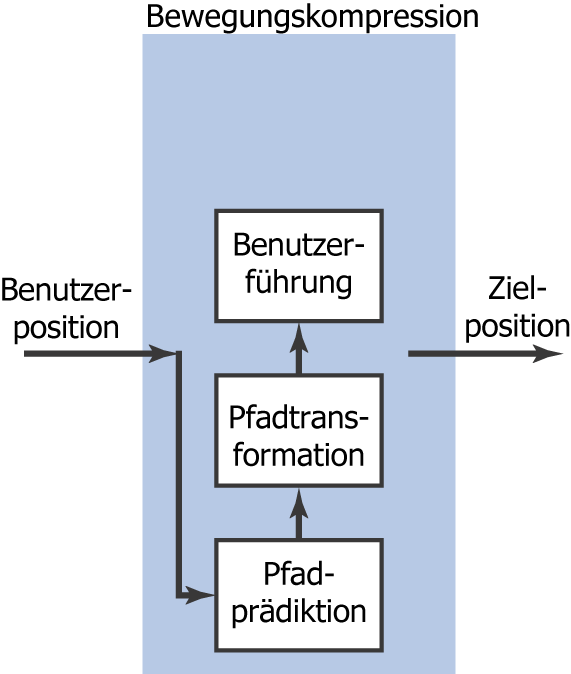 Bewegungskompression
Benutzer-
führung
Benutzer-
position
Ziel-
position
Pfadtrans-
formation
Pfad-
prädiktion